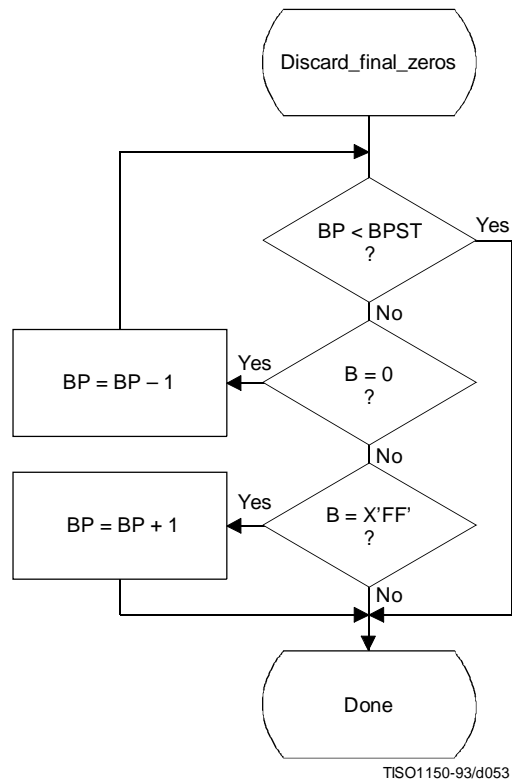 Discard_final_zeros
BP < BPST
?
Yes
No
BP = BP – 1
Yes
B = 0
?
No
BP = BP + 1
Yes
B = X’FF’
?
No
Done
TISO1150-93/d053